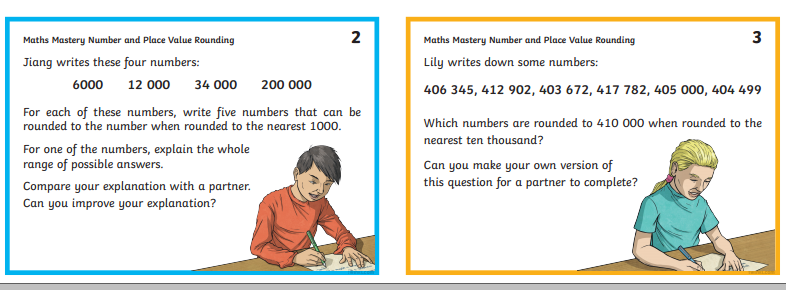 Maths Mastery Number and Place Value Rounding 2
Jiang writes these four numbers:
6000 12 000 34 000 200 000
For each of these numbers, write five numbers that can be
rounded to the number when rounded to the nearest 1000.
For one of the numbers, explain the whole
range of possible answers.
Compare your explanation with a partner.
Can you improve your explanation?
Maths Mastery Number and Place Value Rounding 3
Lily writes down some numbers:
406 345, 412 902, 403 672, 417 782, 405 000, 404 499
Which numbers are rounded to 410 000 when rounded to the
nearest ten thousand?
Can you make your own version of
this question for a partner to complete?